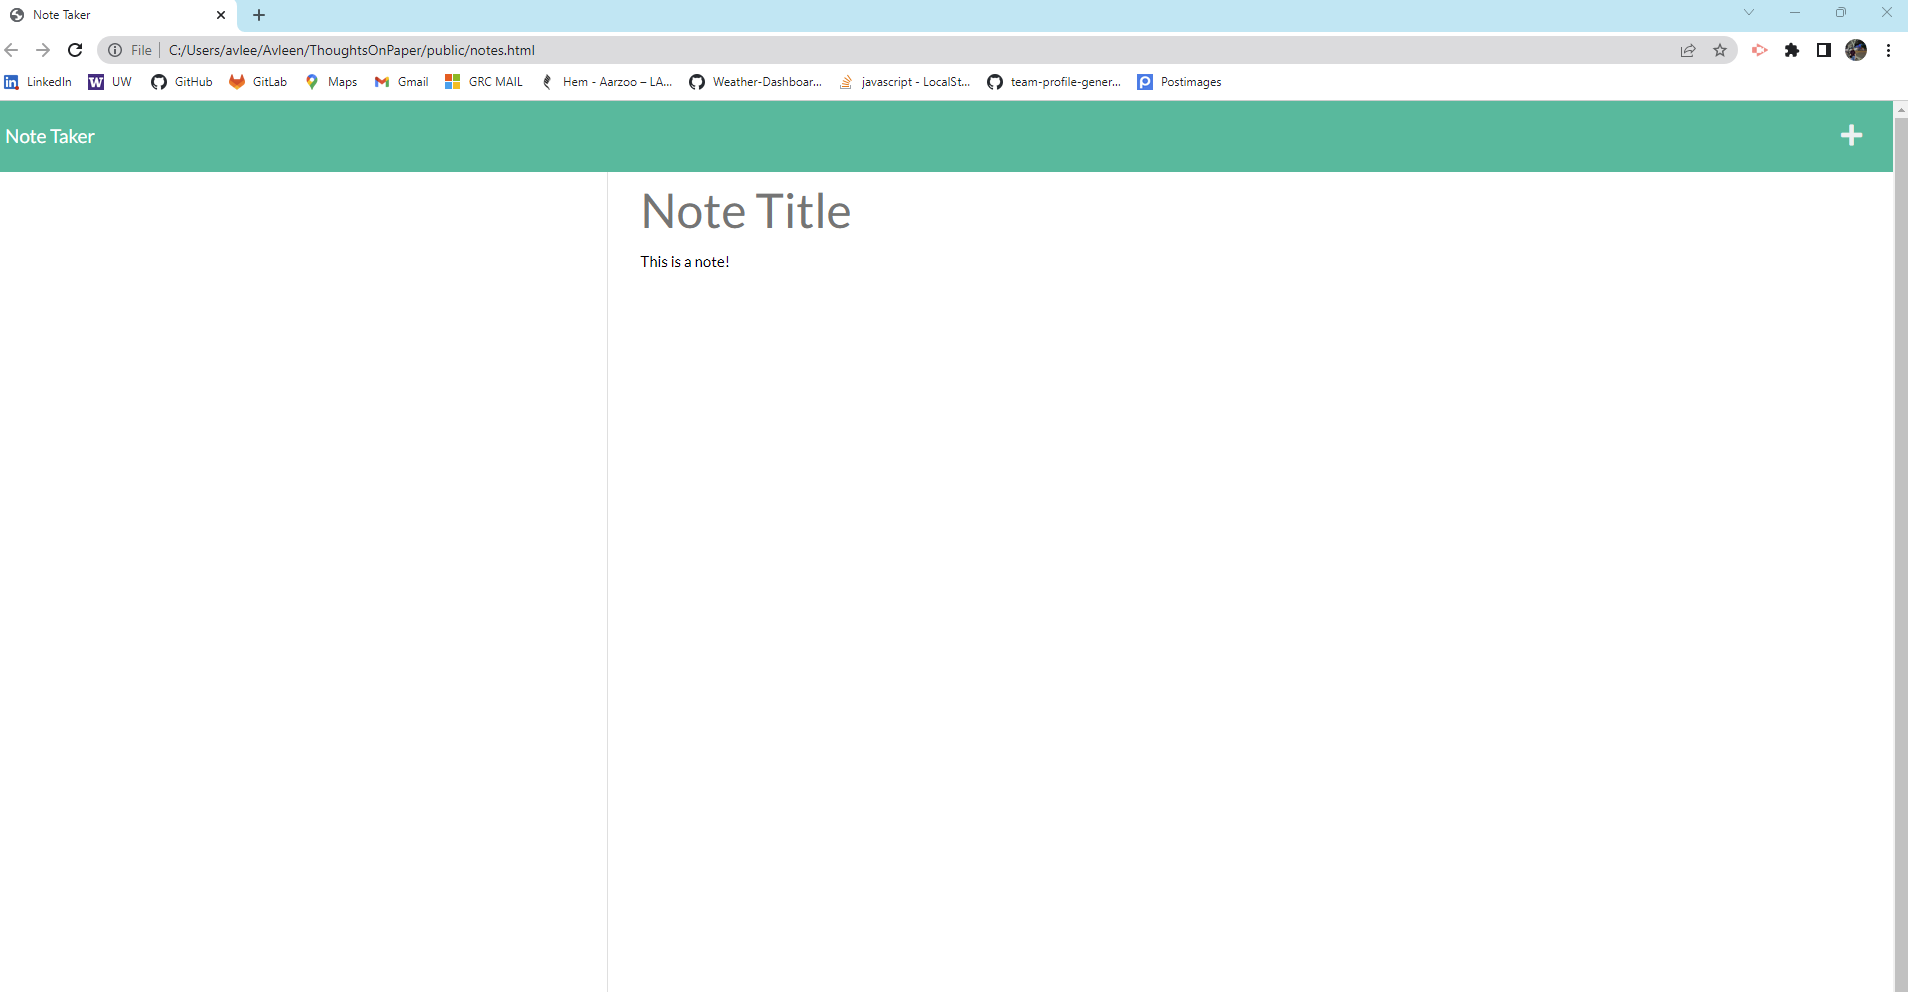 Note Taker
File C:/Users/avlee/Avleen/ThoughtsOnPaper/public/notes.html
LinkedIn UW GitHub GitLab Maps Gmail GRC MAIL Hem - Aarzoo – LA... Weather-Dashboar... javascript - LocalSt... team-profile-gener... Postimages
Note Taker
Note Title
This is a note!